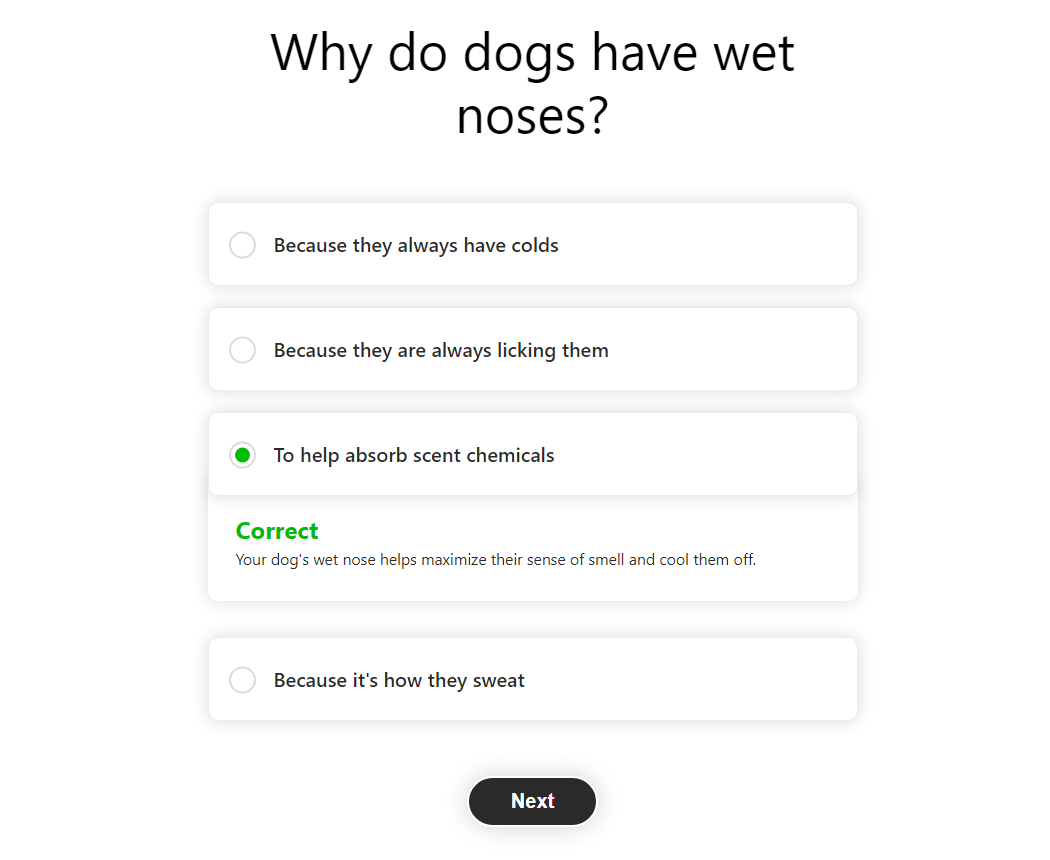 Why do dogs have wet
noses?
Because they always have colds
Because they are always licking them
To help absorb scent chemicals
Correct
Your dog's wet nose helps maximize their sense of smell and cool them off.
Because it's how they sweat
Next